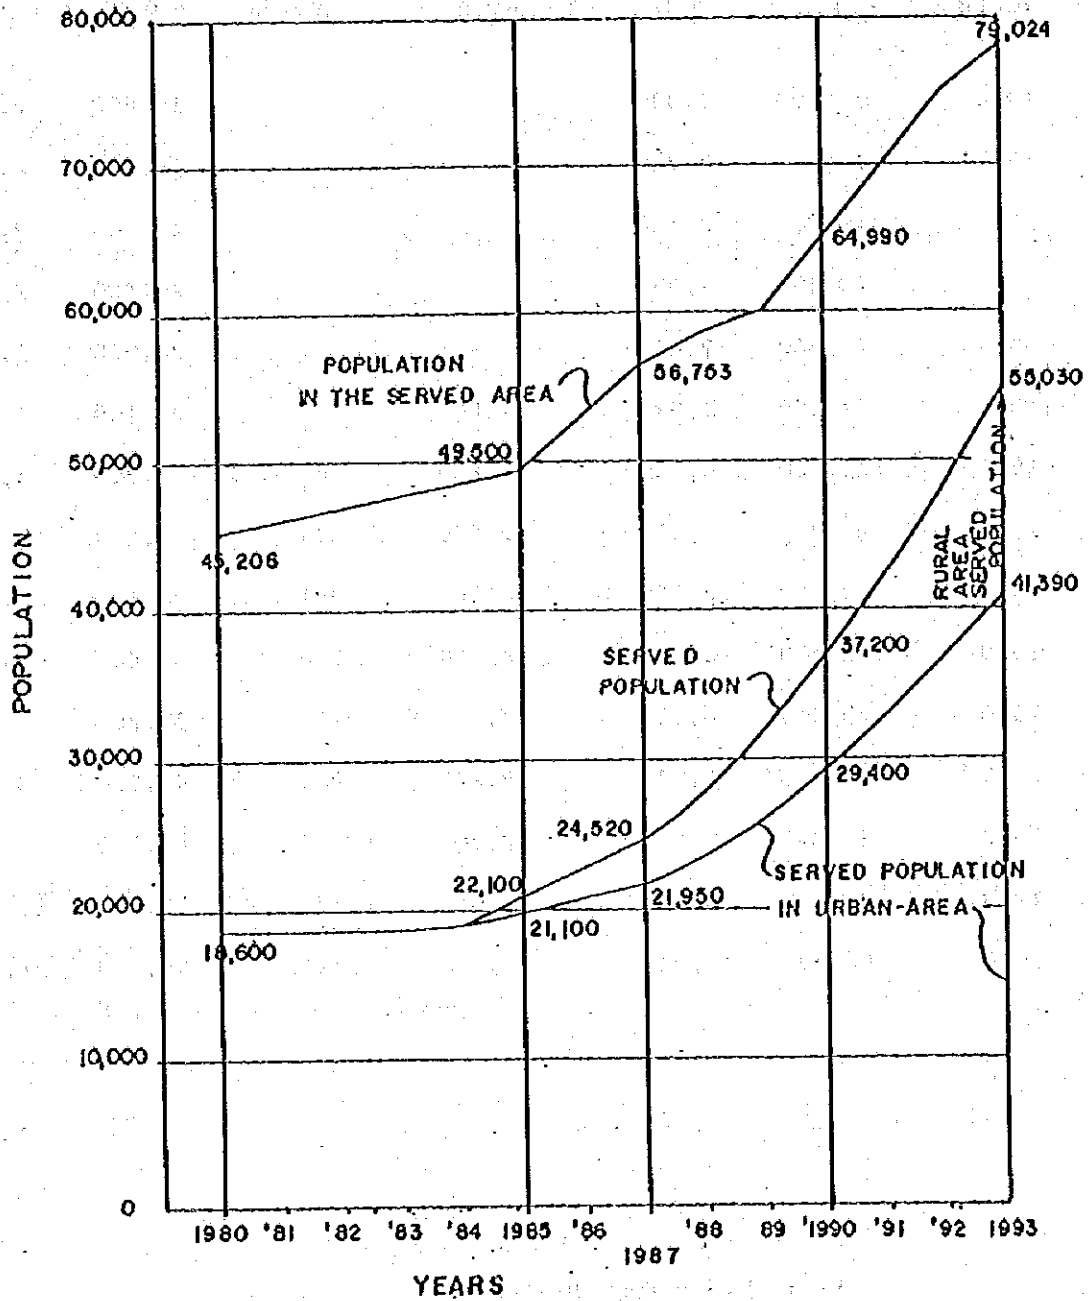 80,000
79,024
70,000
64,990
60,000
POPULATION
IN THE SERVED AREA
56,753
55,030
49,500
50,000
45,206
RURAL
AREA
SERVED
POPULATION
41,390
40,000
POPULATION
37,200
SERVED
POPULATION
30,000
29,400
24,520
22,100
SERVED POPULATION
IN URBAN-AREA
21,950
20,000
21,100
18,600
10,000
0
1980 '81 '82 '83 '84 1985 '86 '88 89 '1990 '91 '92 1993
1987
YEARS